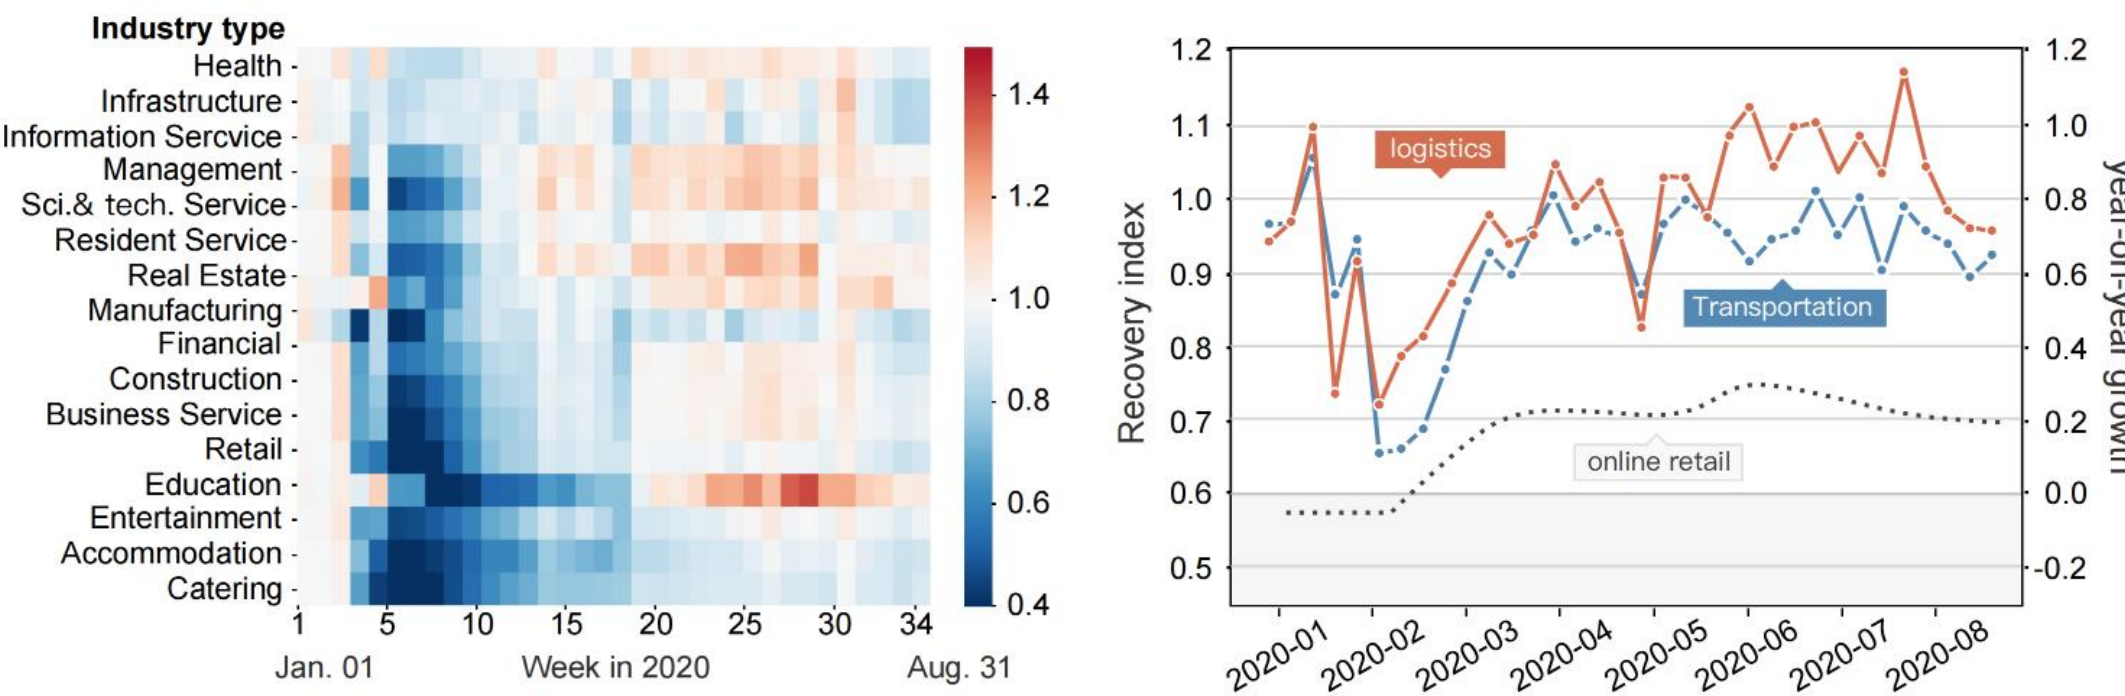 Industry type
Health
Infrastructure
Information Sercvice
Management
Sci.& tech. Service
Resident Service
Real Estate
Manufacturing
Financial
Construction
Business Service
Retail
Education
Entertainment
Accommodation
Catering
1 5 10 15 20 25 30 34
Jan. 01 Week in 2020 Aug. 31
1.4
1.2
1.0
0.8
0.6
0.4
Recovery index
1.2
1.1
1.0
0.9
0.8
0.7
0.6
0.5
logistics
Transportation
online retail
1.2
1.0
0.8
0.6
0.4
0.2
0.0
-0.2
year-on-year growth
2020-01 2020-02 2020-03 2020-04 2020-05 2020-06 2020-07 2020-08